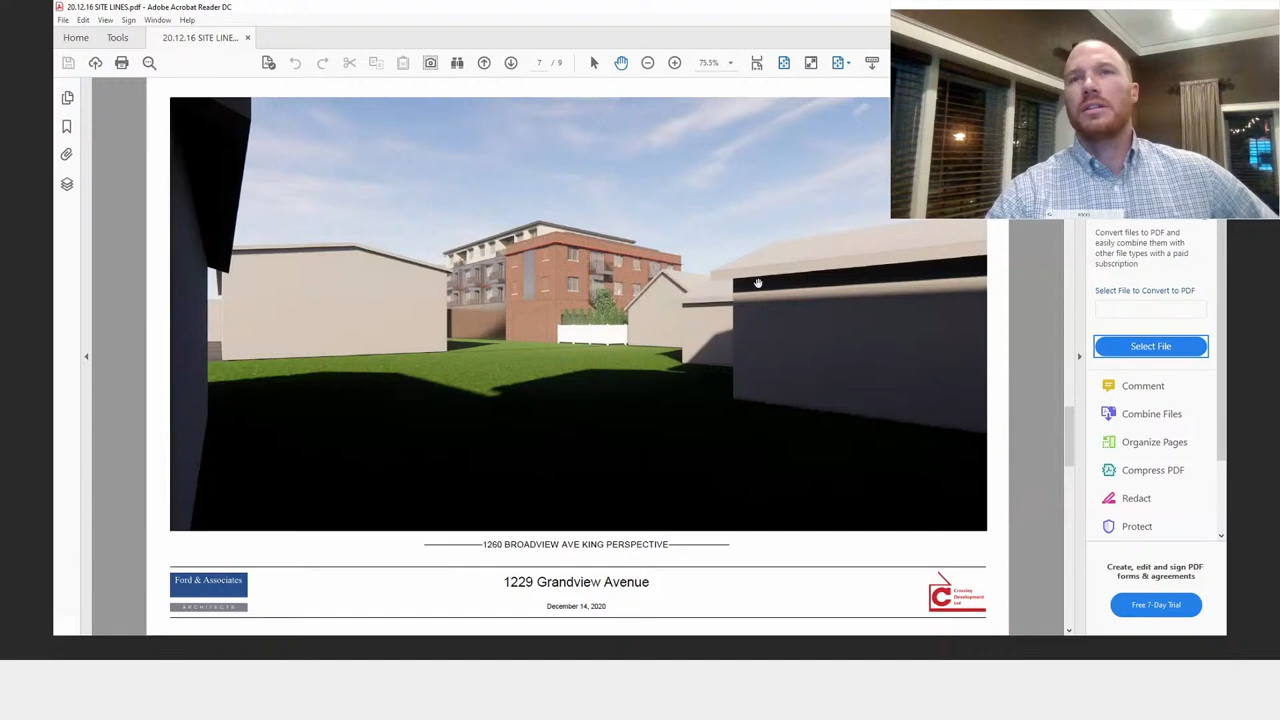 20.12.16 SITE LINES.pdf - Adobe Acrobat Reader DC
File Edit View Sign Window Help
Home Tools 20.12.16 SITE LINE... ×
7 / 9 75.5%
Convert files to PDF and
easily combine them with
other file types with a paid
subscription
Select File to Convert to PDF
Select File
Comment
Combine Files
Organize Pages
Compress PDF
Redact
Protect
Create, edit and sign PDF
forms & agreements
Free 7-Day Trial
1260 BROADVIEW AVE KING PERSPECTIVE
Ford & Associates
ARCHITECTS
1229 Grandview Avenue
December 14, 2020
C
Crossing
Development
Ltd